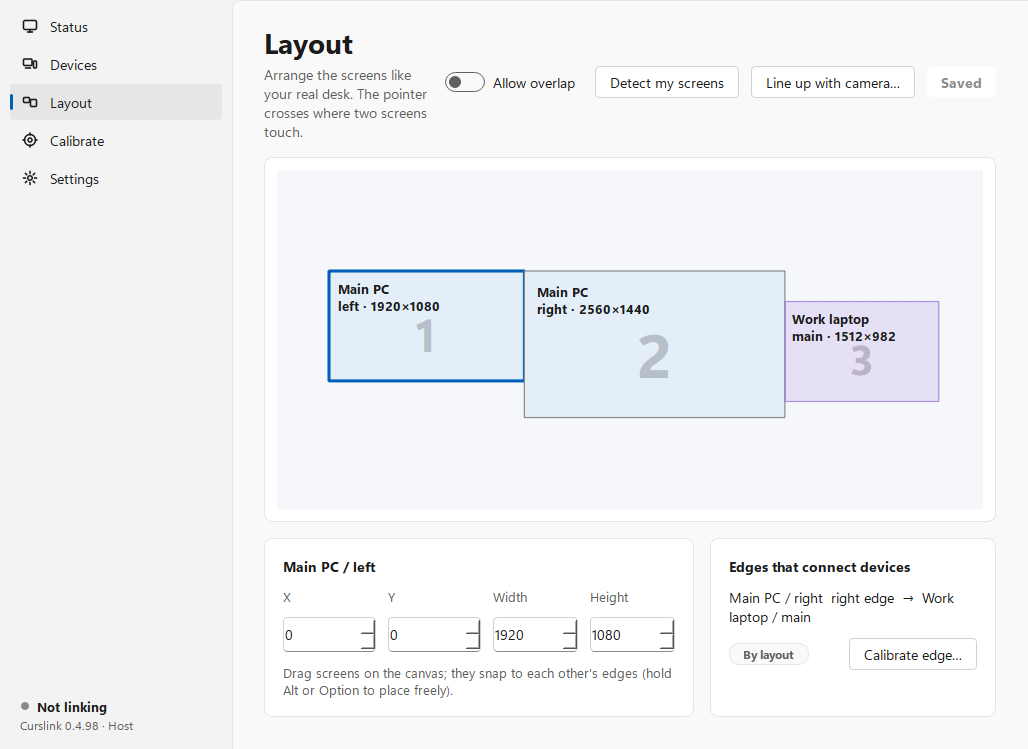 Status
Devices
Layout
Calibrate
Settings
Not linking
Curslink 0.4.98 · Host
Layout
Arrange the screens like
your real desk. The pointer
crosses where two screens
touch.
Allow overlap
Detect my screens
Line up with camera...
Saved
Main PC
left · 1920×1080
1
Main PC
right · 2560×1440
2
Work laptop
main · 1512×982
3
Main PC / left
X
Y
Width
Height
0
0
1920
1080
Drag screens on the canvas; they snap to each other's edges (hold
Alt or Option to place freely).
Edges that connect devices
Main PC / right right edge → Work
laptop / main
By layout
Calibrate edge...